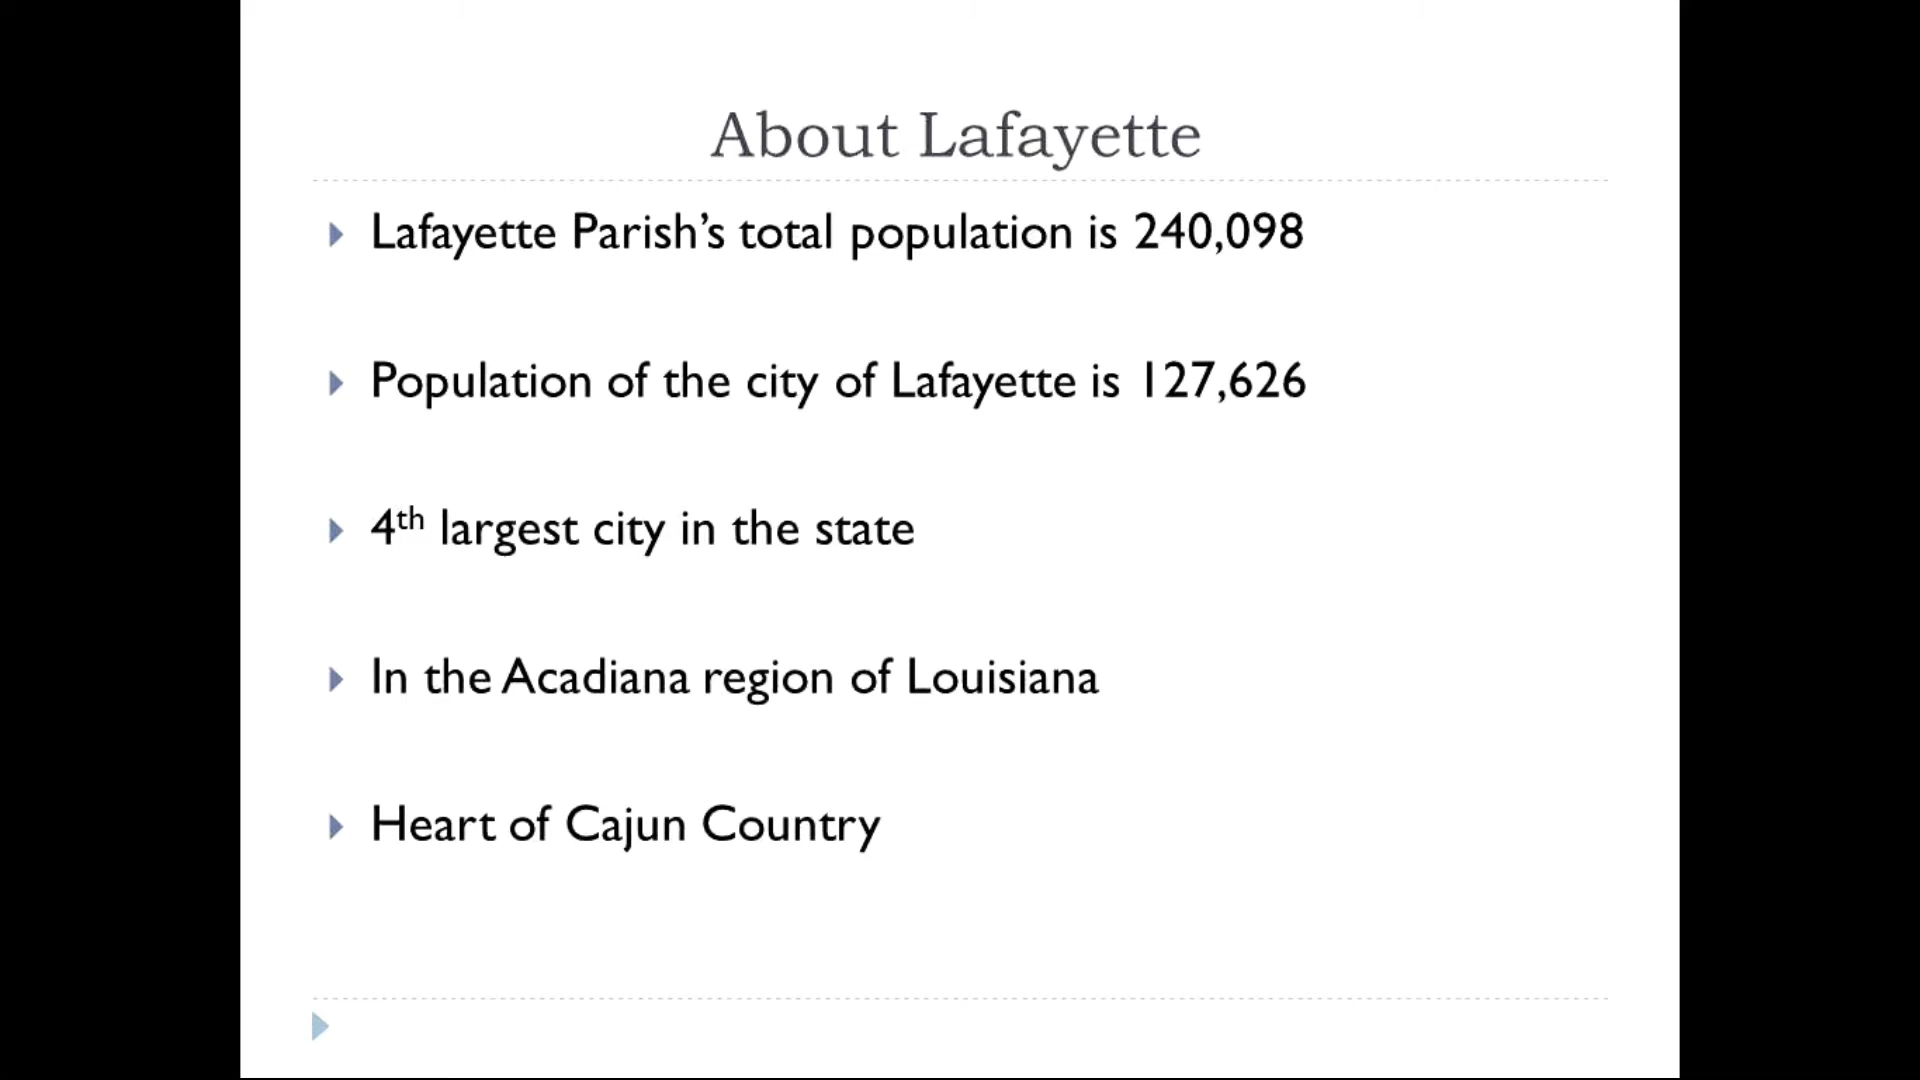 About Lafayette
Lafayette Parish’s total population is 240,098
Population of the city of Lafayette is 127,626
4th largest city in the state
In the Acadiana region of Louisiana
Heart of Cajun Country